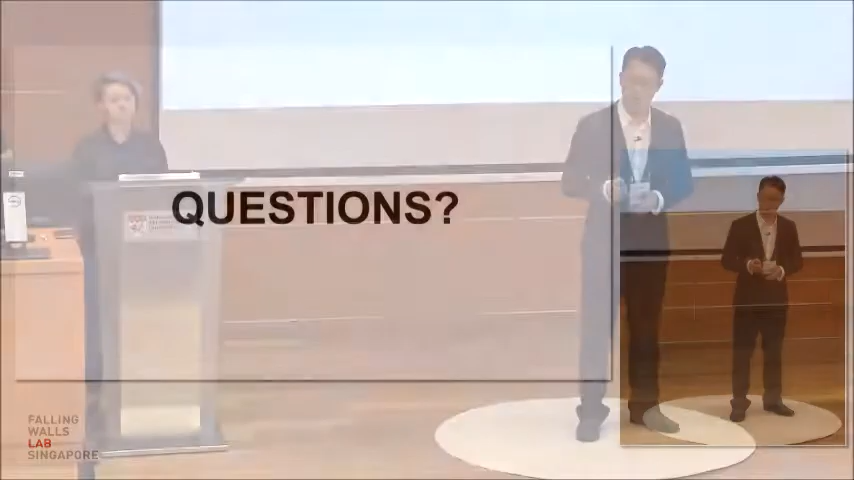 QUESTIONS?
FALLING
WALLS
LAB
SINGAPORE